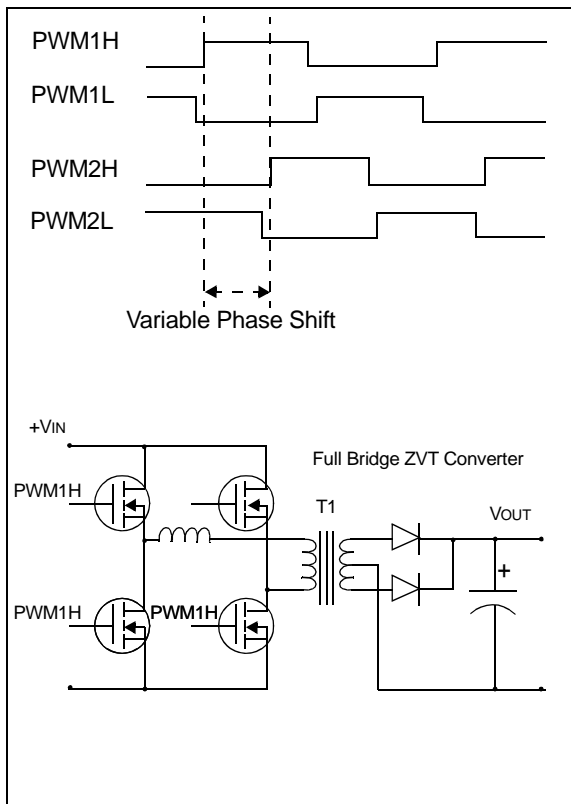 PWM1H
PWM1L
PWM2H
PWM2L
Variable Phase Shift
+VIN
Full Bridge ZVT Converter
PWM1H
T1
VOUT
+
PWM1H
PWM1H